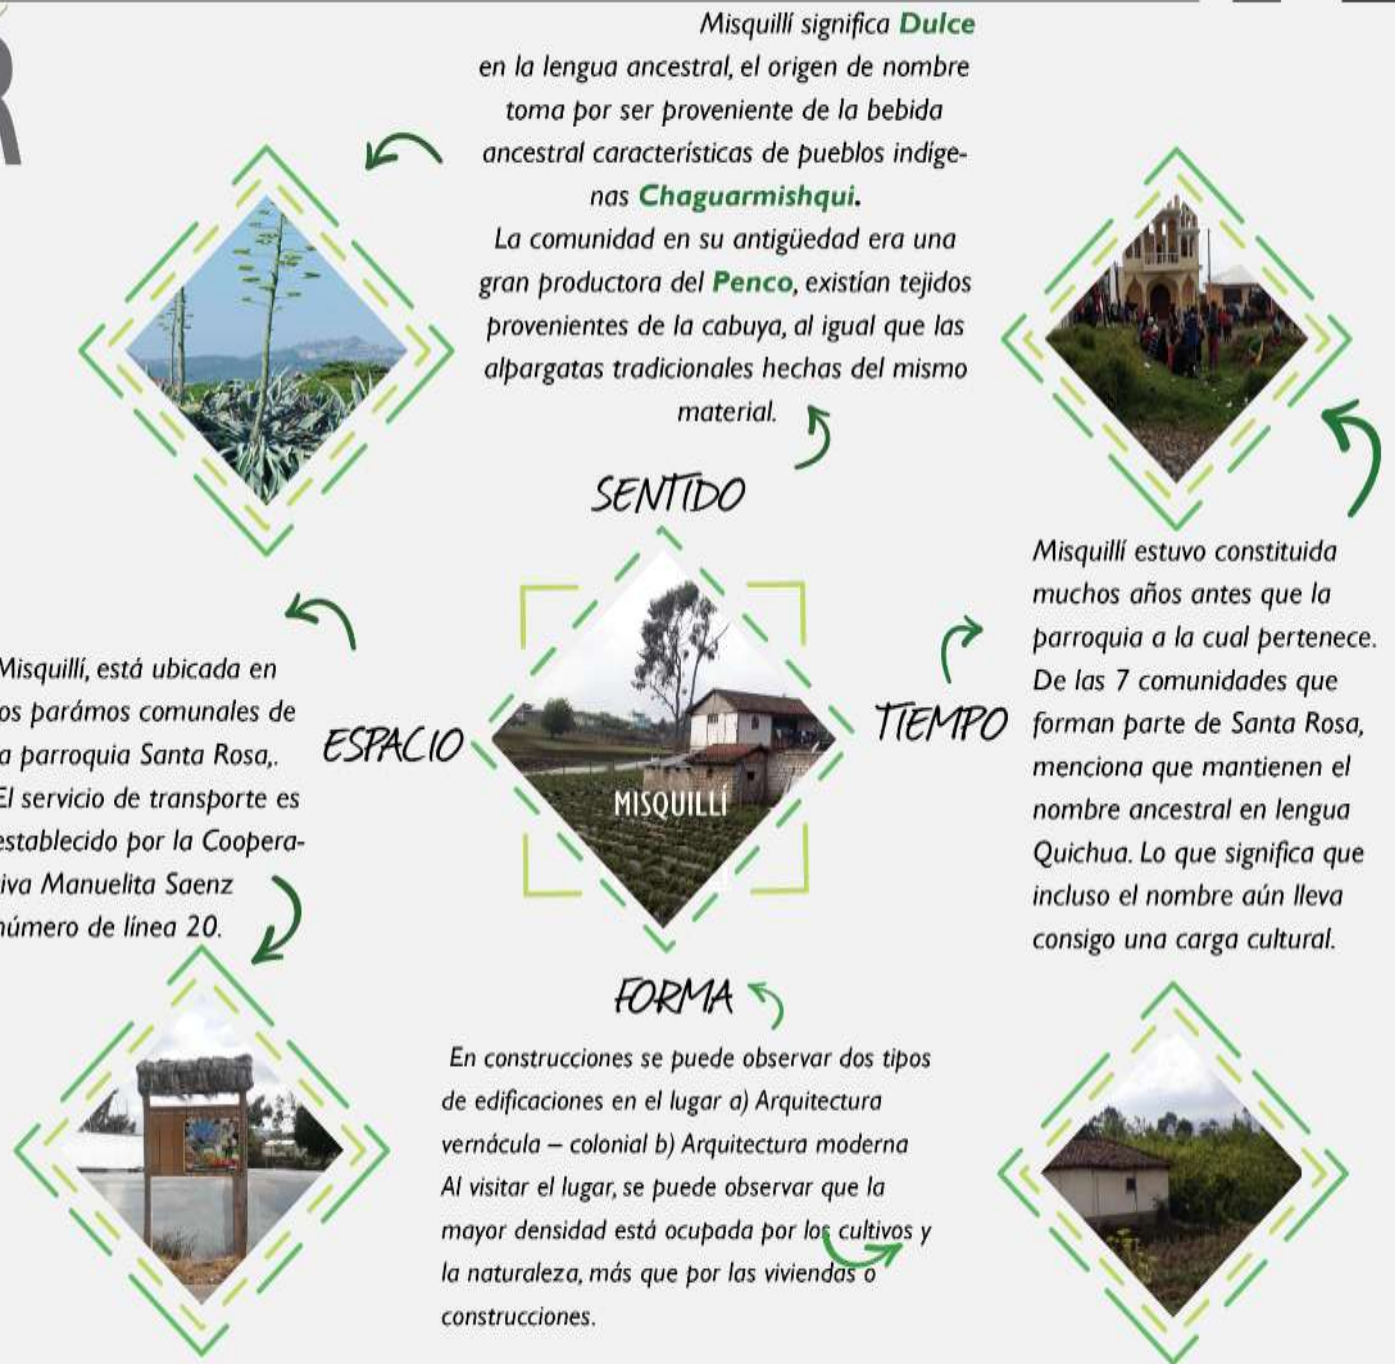 R
Misquillí significa Dulce
en la lengua ancestral, el origen de nombre
toma por ser proveniente de la bebida
ancestral características de pueblos indíge-
nas Chaguarmishqui.
La comunidad en su antigüedad era una
gran productora del Penco, existían tejidos
provenientes de la cabuya, al igual que las
alpargatas tradicionales hechas del mismo
material.
SENTIDO
Misquillí, está ubicada en
os parámos comunales de
a parroquia Santa Rosa,.
El servicio de transporte es
establecido por la Coopera-
iva Manuelita Saenz
número de línea 20.
ESPACIO
MISQUILLÍ
TIEMPO
Misquillí estuvo constituida
muchos años antes que la
parroquia a la cual pertenece.
De las 7 comunidades que
forman parte de Santa Rosa,
menciona que mantienen el
nombre ancestral en lengua
Quichua. Lo que significa que
incluso el nombre aún lleva
consigo una carga cultural.
FORMA
En construcciones se puede observar dos tipos
de edificaciones en el lugar a) Arquitectura
vernácula – colonial b) Arquitectura moderna
Al visitar el lugar, se puede observar que la
mayor densidad está ocupada por los cultivos y
la naturaleza, más que por las viviendas o
construcciones.